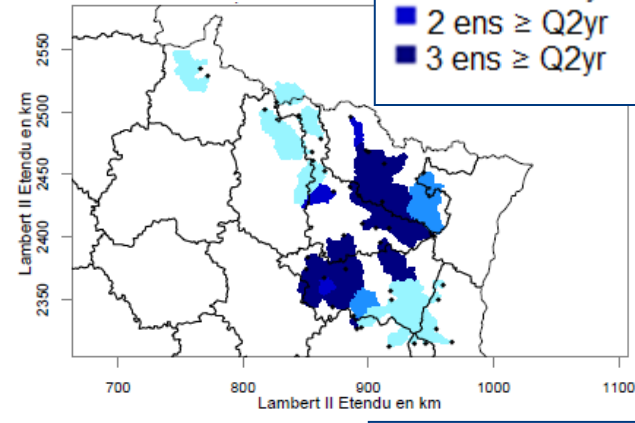 2 ens ≥ Q2yr
3 ens ≥ Q2yr
2550
2500
2450
2400
2350
Lambert II Etendu en km
700 800 900 1000 1100
Lambert II Etendu en km